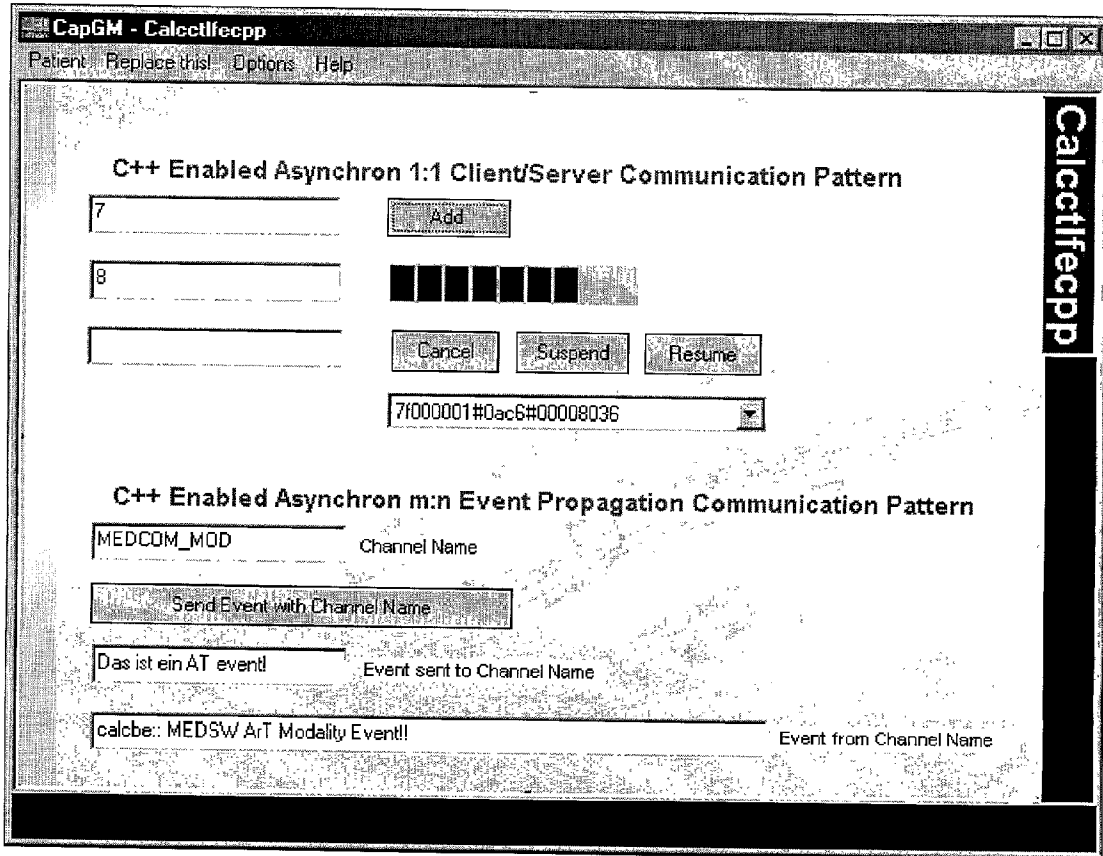 CapGM - Calcctlfecpp
Patient Replace this! Options Help
Calcctlfecpp
C++ Enabled Asynchron 1:1 Client/Server Communication Pattern
7
Add
8
Cancel Suspend Resume
7f000001#0ac6#00008036
C++ Enabled Asynchron m:n Event Propagation Communication Pattern
MEDCOM_MOD Channel Name
Send Event with Channel Name
Das ist ein AT event! Event sent to Channel Name
calcbe:: MEDSW ArT Modality Event!! Event from Channel Name